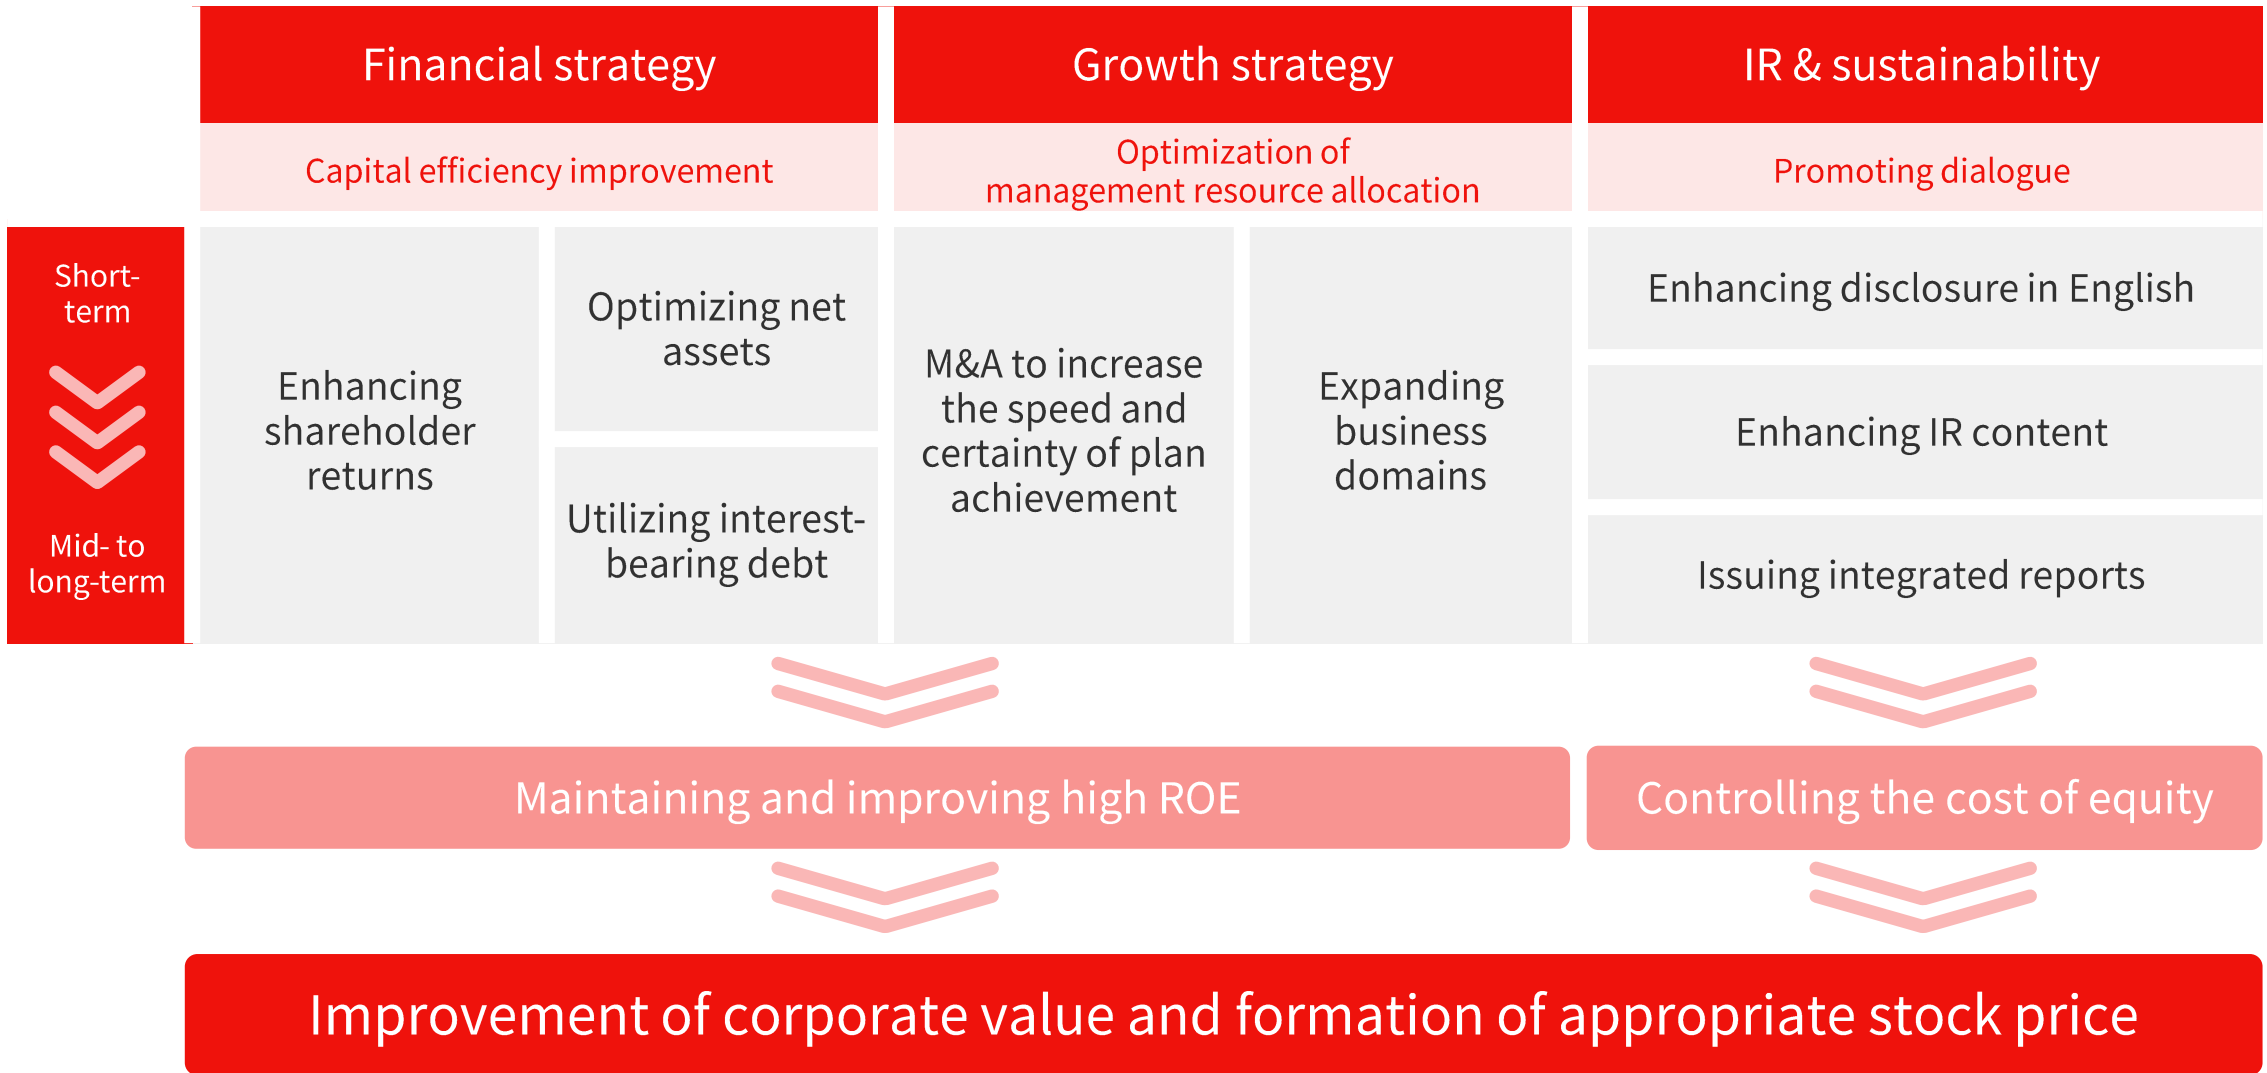 Financial strategy
Growth strategy
IR & sustainability
Capital efficiency improvement
Optimization of
management resource allocation
Promoting dialogue
Short-
term
Mid- to
long-term
Enhancing
shareholder
returns
Optimizing net
assets
Utilizing interest-
bearing debt
M&A to increase
the speed and
certainty of plan
achievement
Expanding
business
domains
Enhancing disclosure in English
Enhancing IR content
Issuing integrated reports
Maintaining and improving high ROE
Controlling the cost of equity
Improvement of corporate value and formation of appropriate stock price